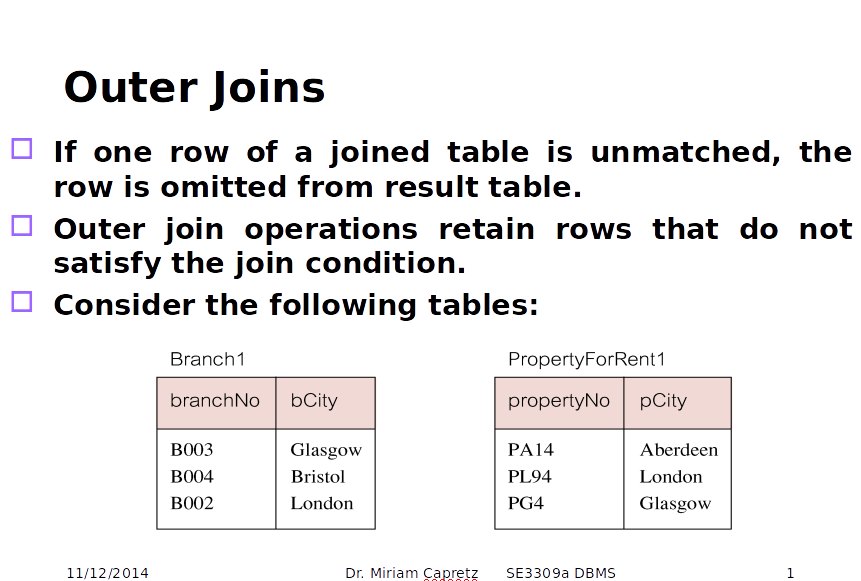 Outer Joins
If one row of a joined table is unmatched, the
row is omitted from result table.
Outer join operations retain rows that do not
satisfy the join condition.
Consider the following tables:
Branch1 PropertyForRent1
branchNo bCity propertyNo pCity
B003 Glasgow PA14 Aberdeen
B004 Bristol PL94 London
B002 London PG4 Glasgow
11/12/2014 Dr. Miriam Capretz SE3309a DBMS 1